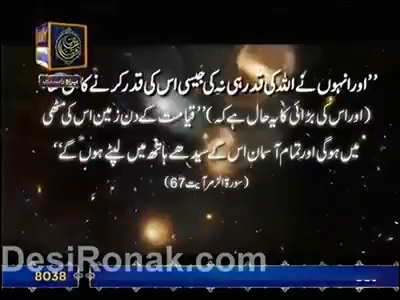 ’’اور انہوں نے اللہ کی قدر ہی نہ کی جیسی اس کی قدر کرنے کا حق
(اور اس کی بڑائی کا یہ حال ہے کہ)’’قیامت کے دن زمین اس کی مٹھی
میں ہوگی اور تمام آسمان اس کے سیدھے ہاتھ میں لپٹے ہوں گے‘‘
(سورۃ الزمر آیت 67)
DesiRonak.com
8038